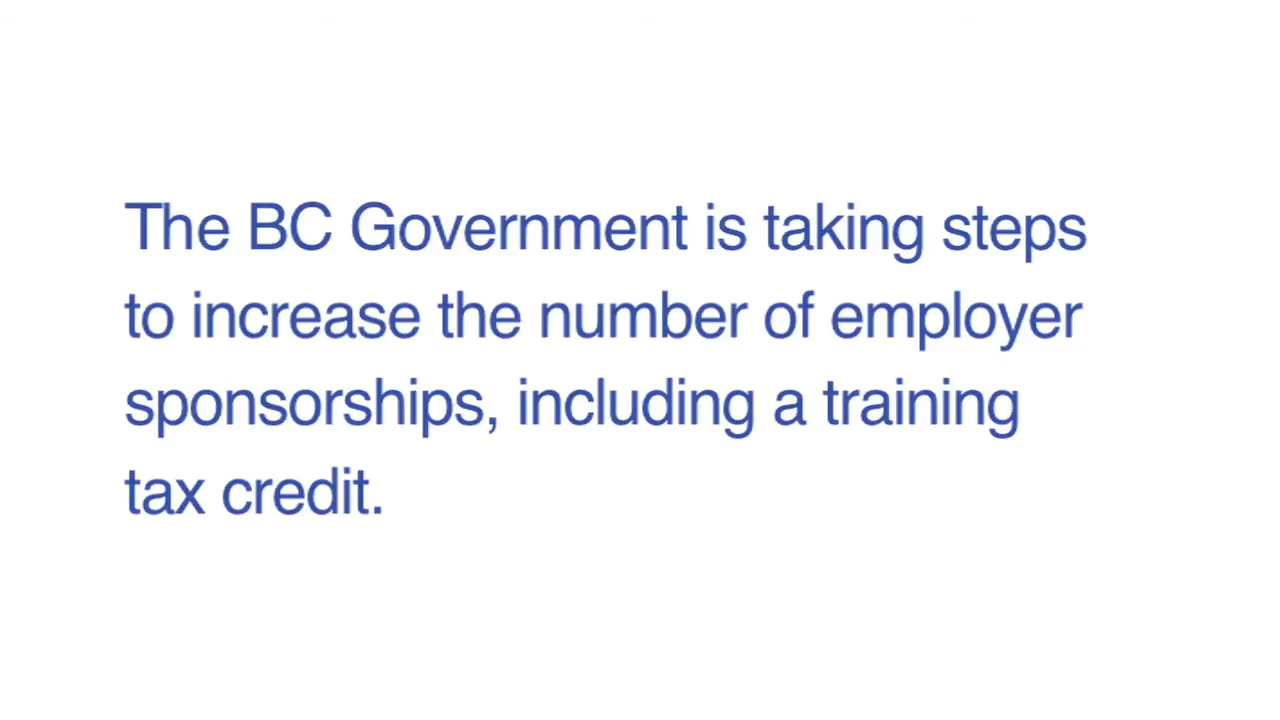 The BC Government is taking steps
to increase the number of employer
sponsorships, including a training
tax credit.